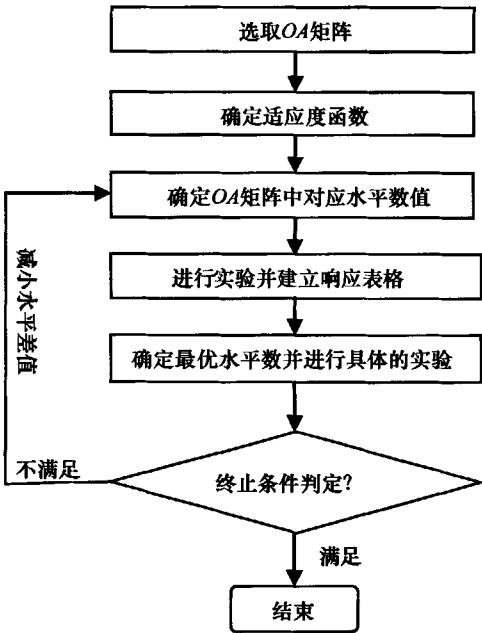 选取OA矩阵
确定适应度函数
确定OA矩阵中对应水平数值
减小水平差值
进行实验并建立响应表格
确定最优水平数并进行具体的实验
终止条件判定?
不满足
满足
结束